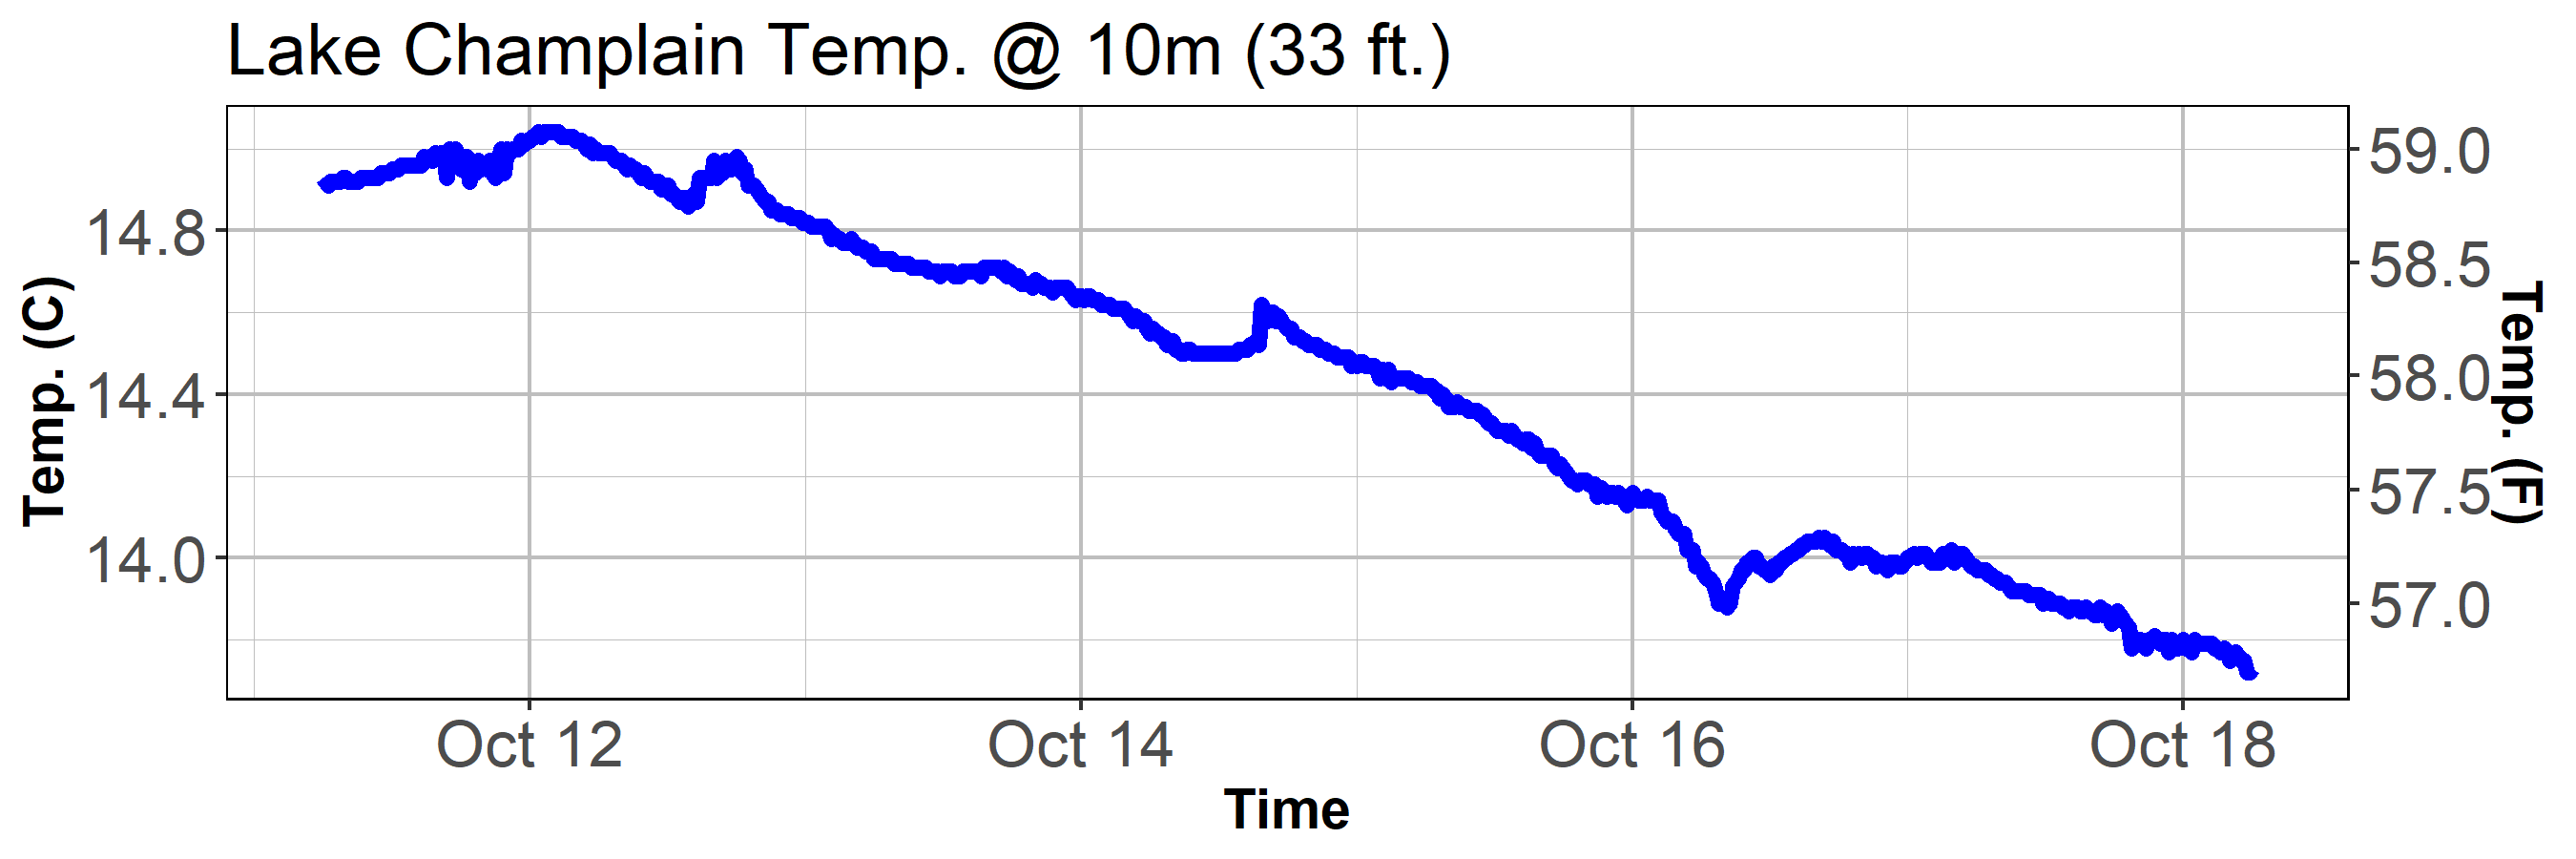 Lake Champlain Temp. @ 10m (33 ft.)
Temp. (C)
14.8
14.4
14.0
59.0
58.5
58.0
57.5
57.0
Temp. (F)
Oct 12
Oct 14
Oct 16
Oct 18
Time